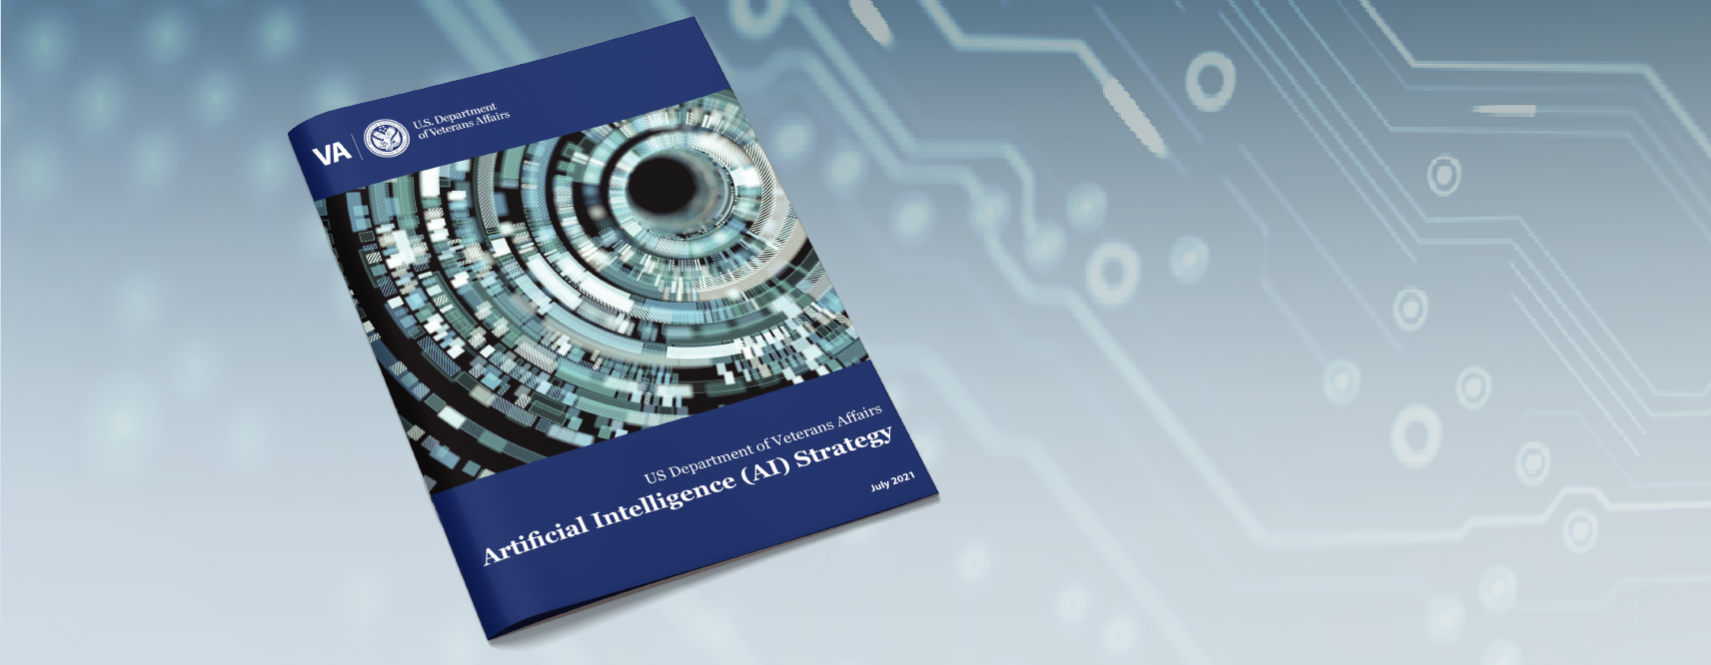 VA
U.S. Department
of Veterans Affairs
US Department of Veterans Affairs
Artificial Intelligence (AI) Strategy
July 2021